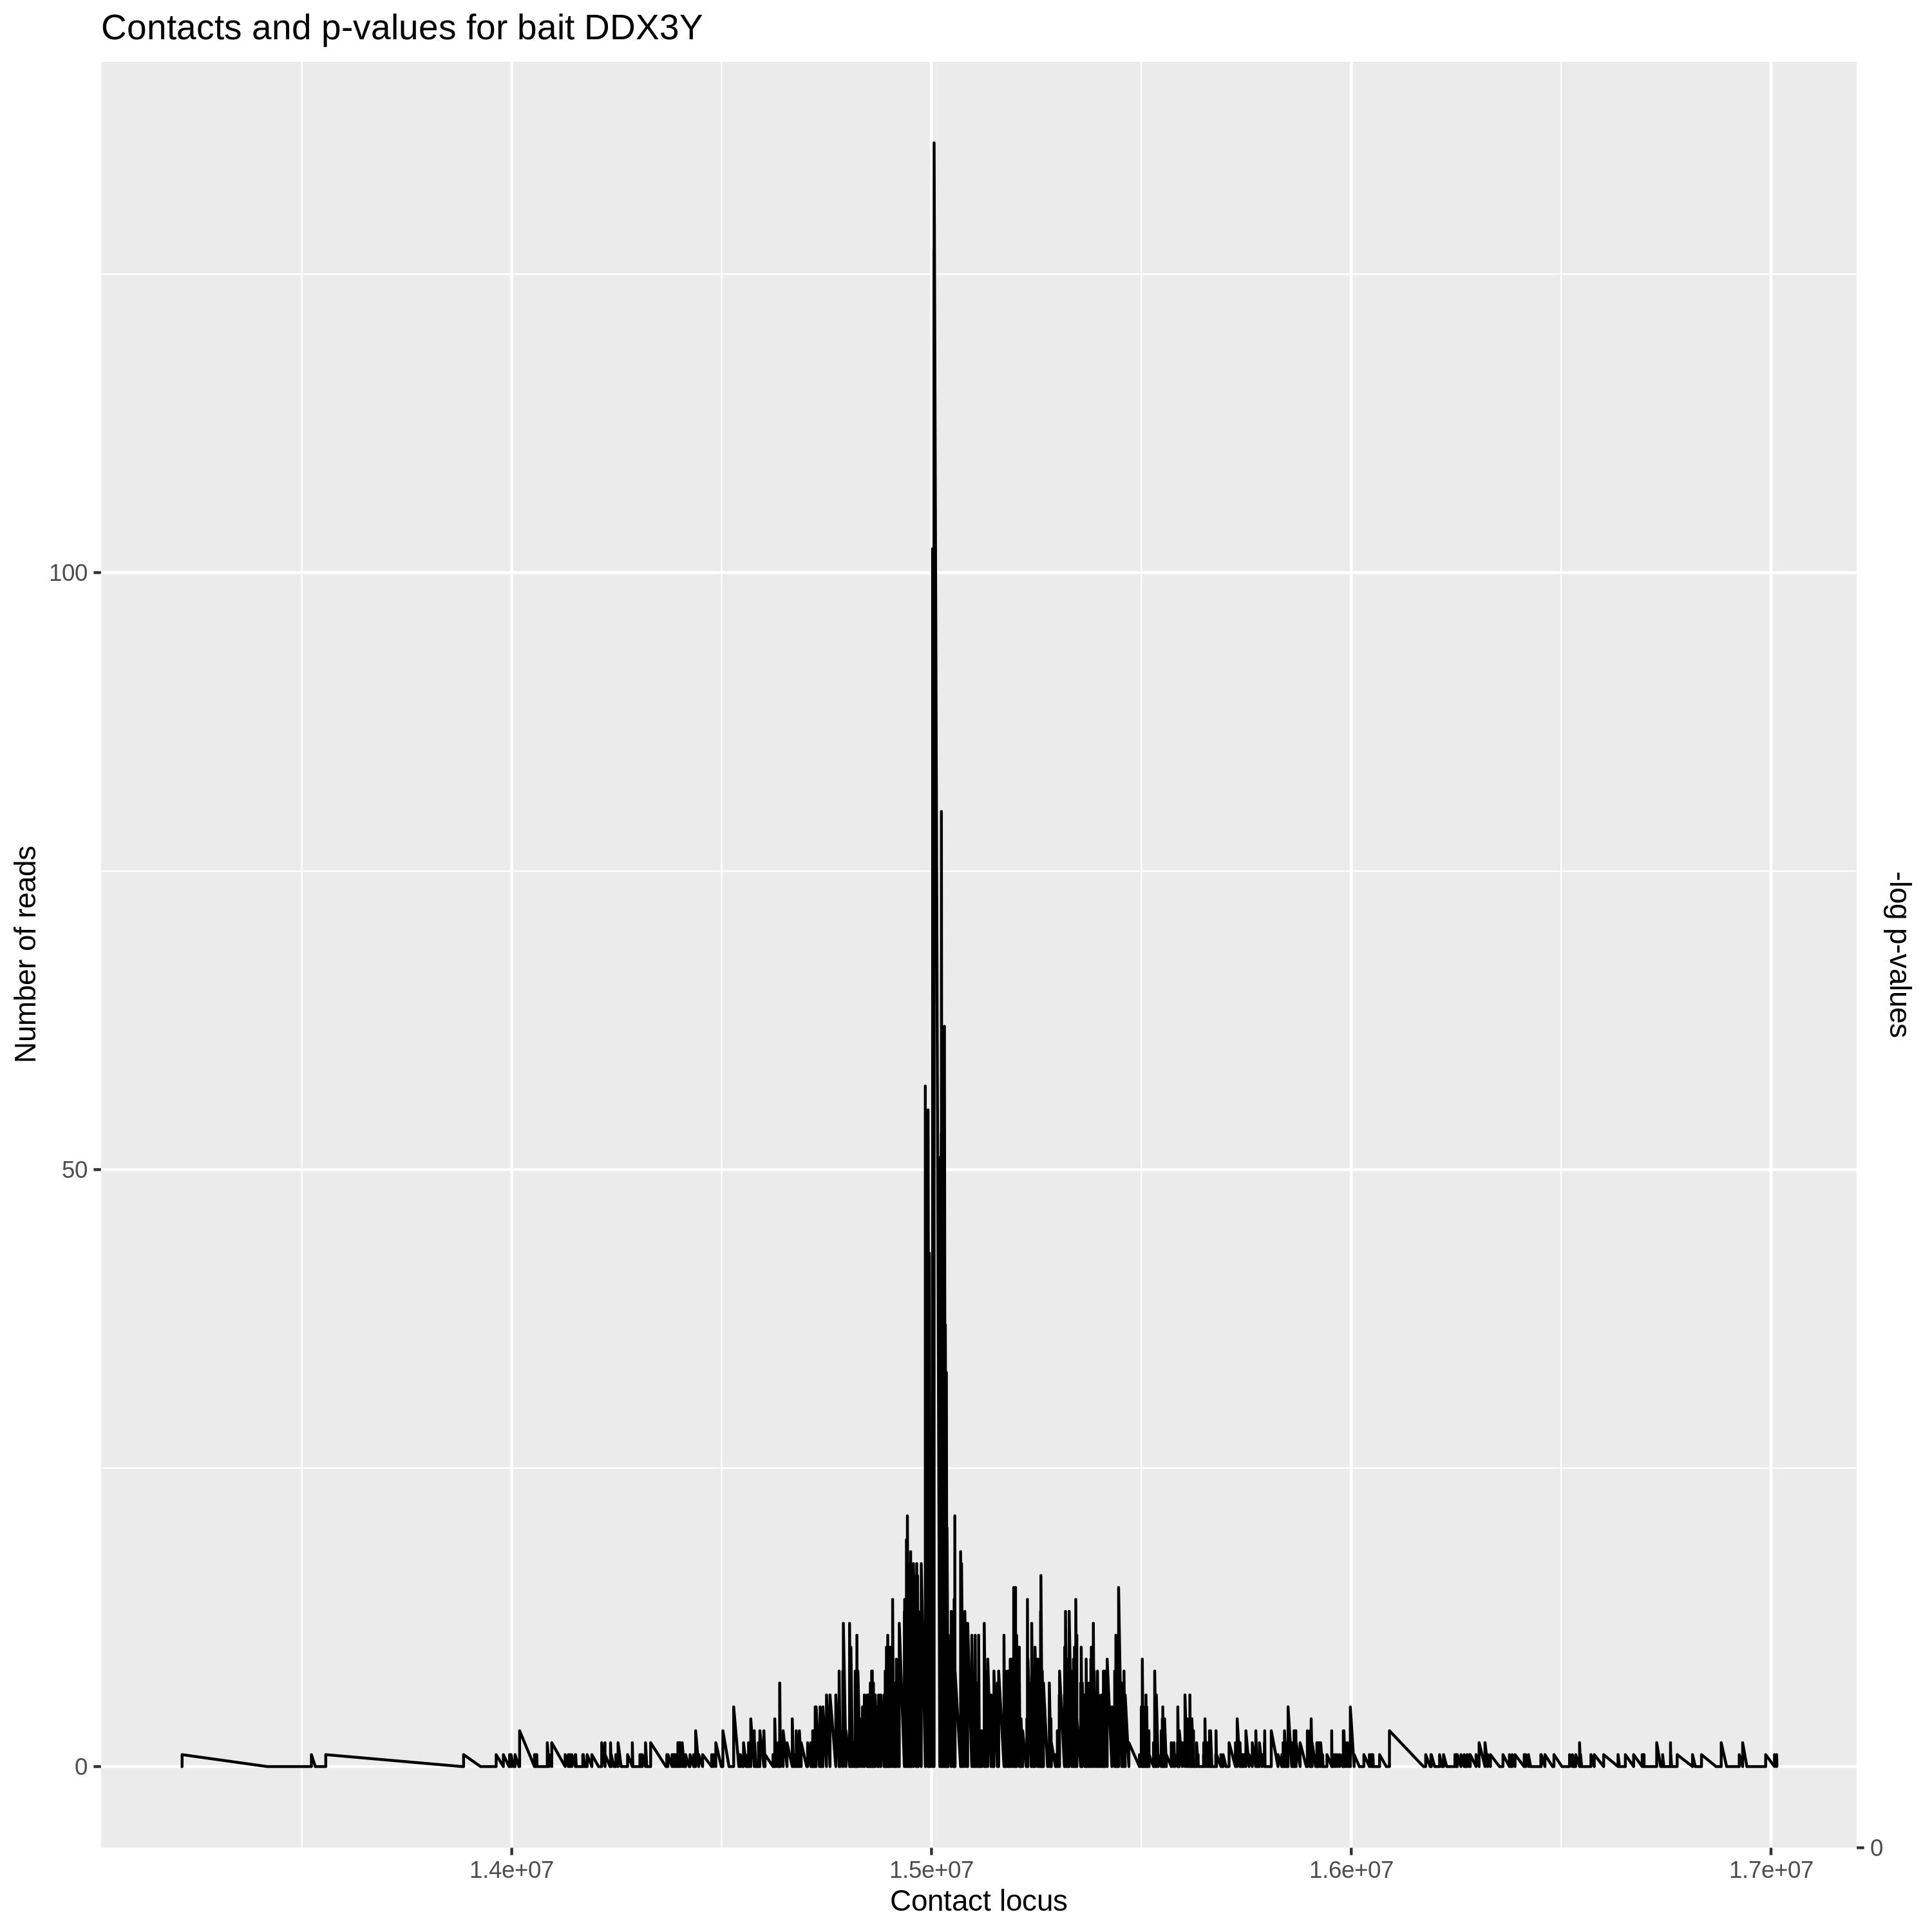 Contacts and p-values for bait DDX3Y
Number of reads
100
50
0
-log p-values
0
1.4e+07
1.5e+07
1.6e+07
1.7e+07
Contact locus